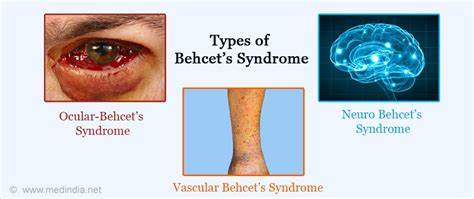 Types of
Behcet's Syndrome
Ocular-Behcet's
Syndrome
Neuro Behcet's
Syndrome
Vascular Behcet's Syndrome
© www.medindia.net